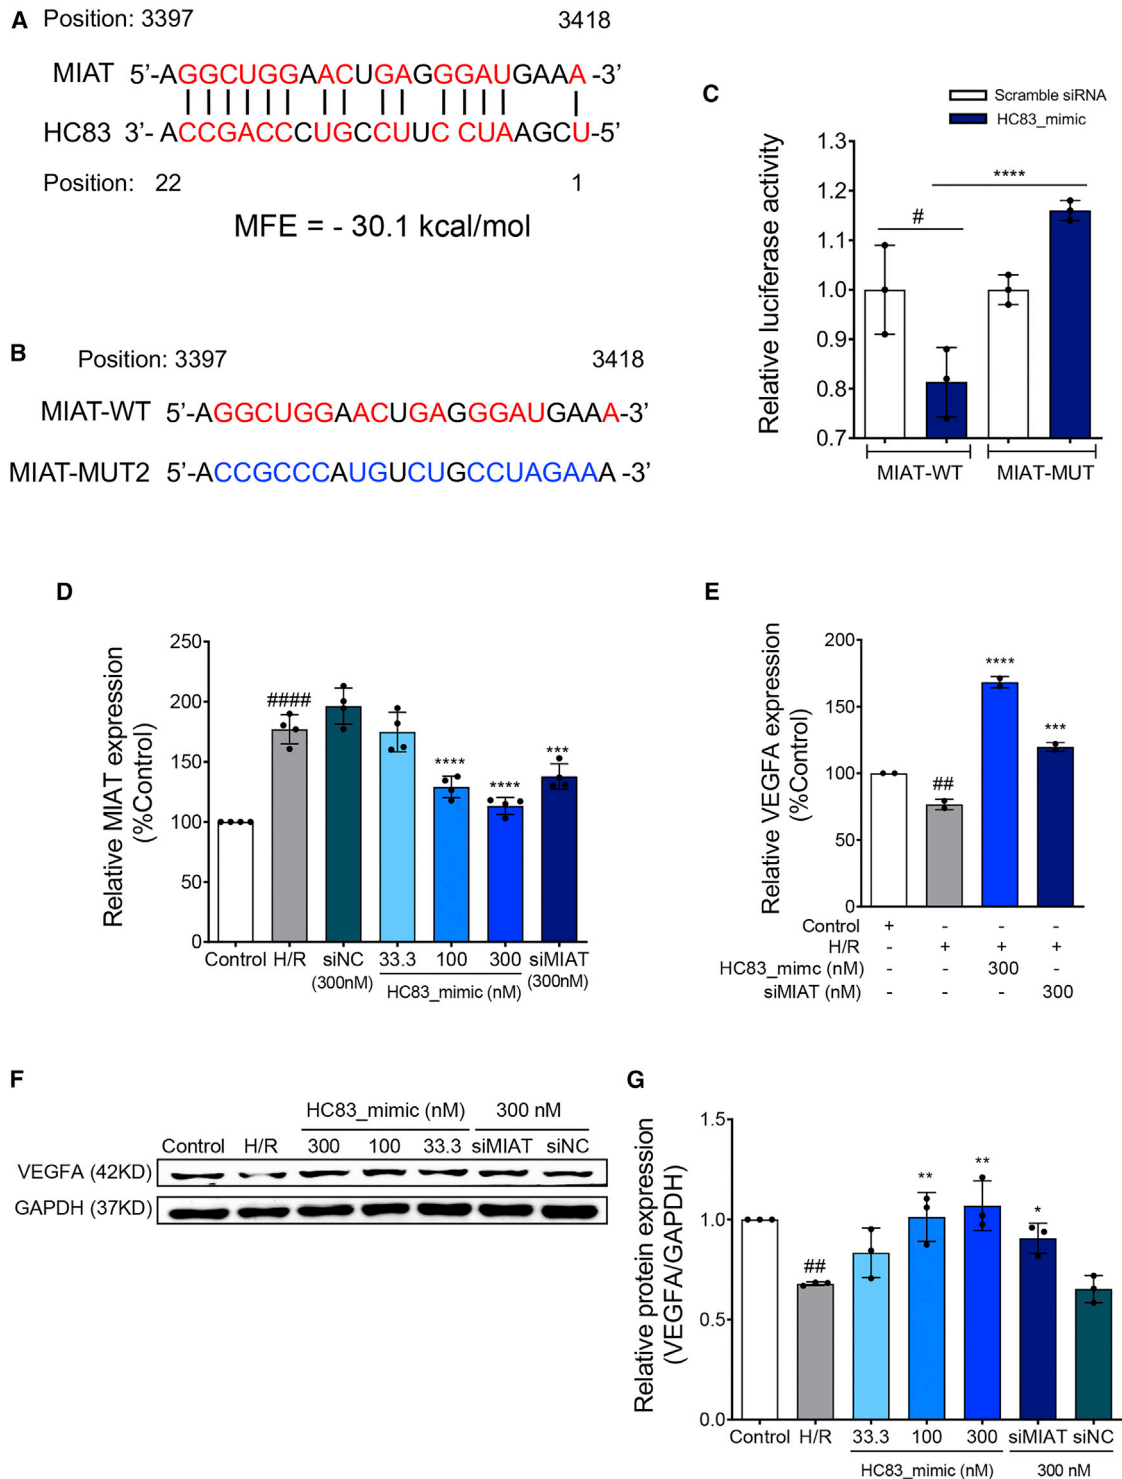 A Position: 3397 3418
MIAT 5’-AGGCUGGAACUGAGGGAUGAAA -3’
HC83 3’- ACCGACCCUGCCUUCCUAAGCU-5’
Position: 22 1
MFE = - 30.1 kcal/mol
B Position: 3397 3418
MIAT-WT 5’-AGGCUGGAACUGAGGGAUGAAA-3’
MIAT-MUT2 5’-ACCGCCCAUGUCUGCCUAGAAA -3’
C
Scramble siRNA
HC83_mimic
Relative luciferase activity
1.3
1.2
1.1
1.0
0.9
0.8
0.7
#
****
MIAT-WT MIAT-MUT
D
Relative MIAT expression
(%Control)
250
200
150
100
50
0
####
****
****
***
Control H/R siNC 33.3 100 300 siMIAT
(300nM) HC83_mimic (nM) (300nM)
E
Relative VEGFA expression
(%Control)
200
150
100
50
0
##
****
***
Control + - - -
H/R - + + +
HC83_mimc (nM) - - 300 -
siMIAT (nM) - - - 300
F
HC83_mimic (nM) 300 nM
Control H/R 300 100 33.3 siMIAT siNC
VEGFA (42KD)
GAPDH (37KD)
G
Relative protein expression
(VEGFA/GAPDH)
1.5
1.0
0.5
0.0
##
**
**
*
Control H/R 33.3 100 300 siMIAT siNC
HC83_mimic (nM) 300 nM